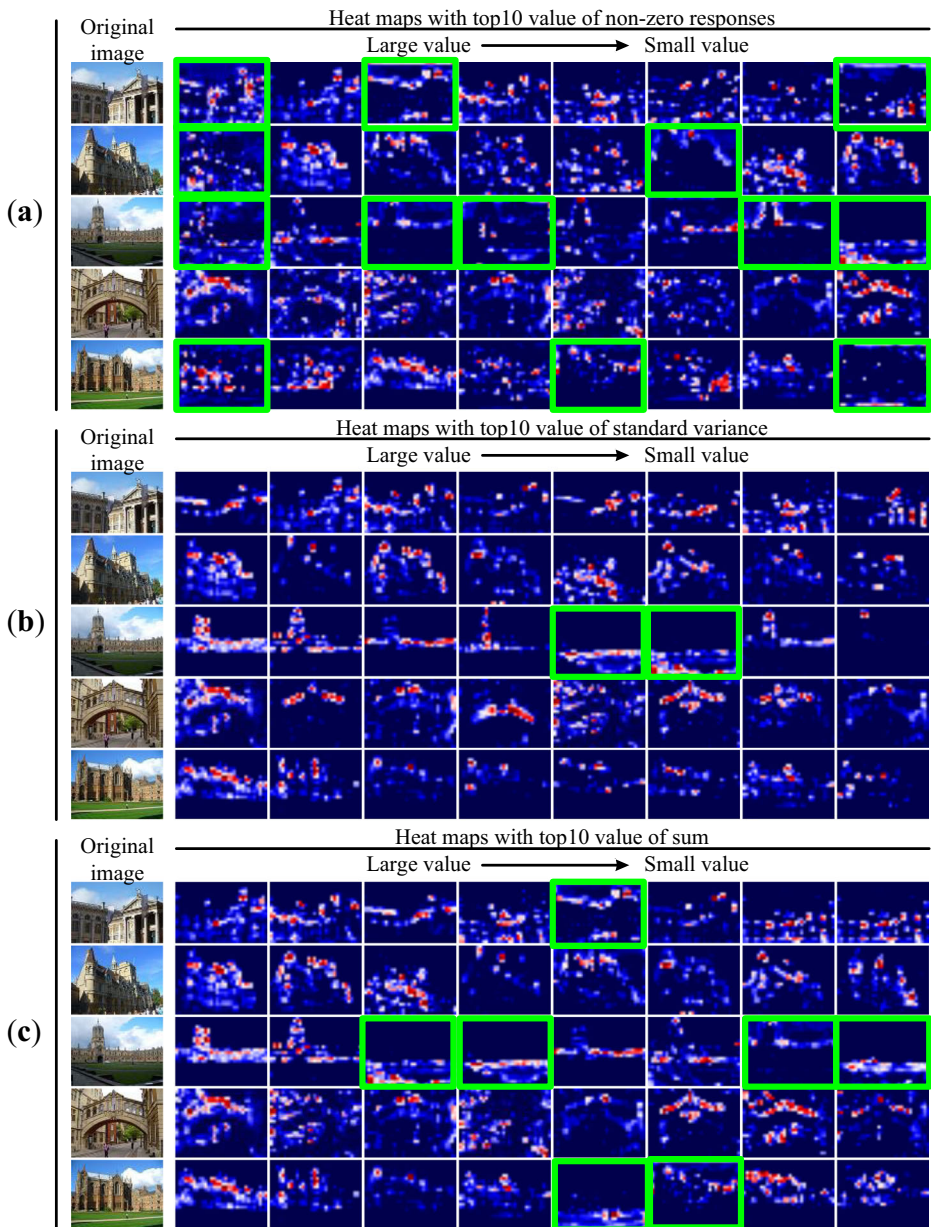 Heat maps with top10 value of non-zero responses
Original
image
Large value
Small value
(a)
Heat maps with top10 value of standard variance
Original
image
Large value
Small value
(b)
Heat maps with top10 value of sum
Original
image
Large value
Small value
(c)